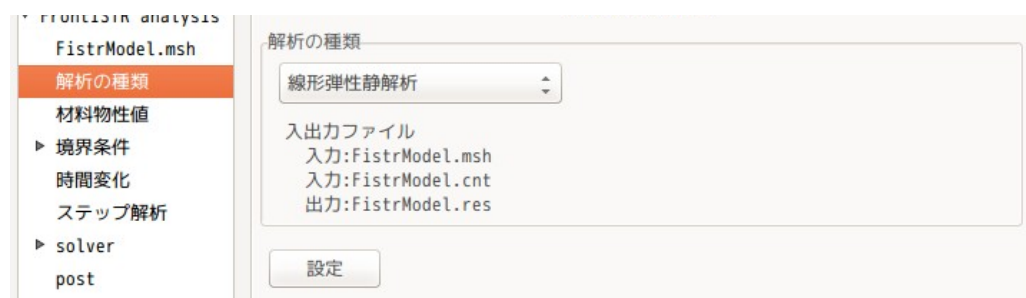 FrontISTR analysis
FistrModel.msh
解析の種類
材料物性値
境界条件
時間変化
ステップ解析
solver
post
解析の種類
線形弾性静解析
入出力ファイル
入力:FistrModel.msh
入力:FistrModel.cnt
出力:FistrModel.res
設定